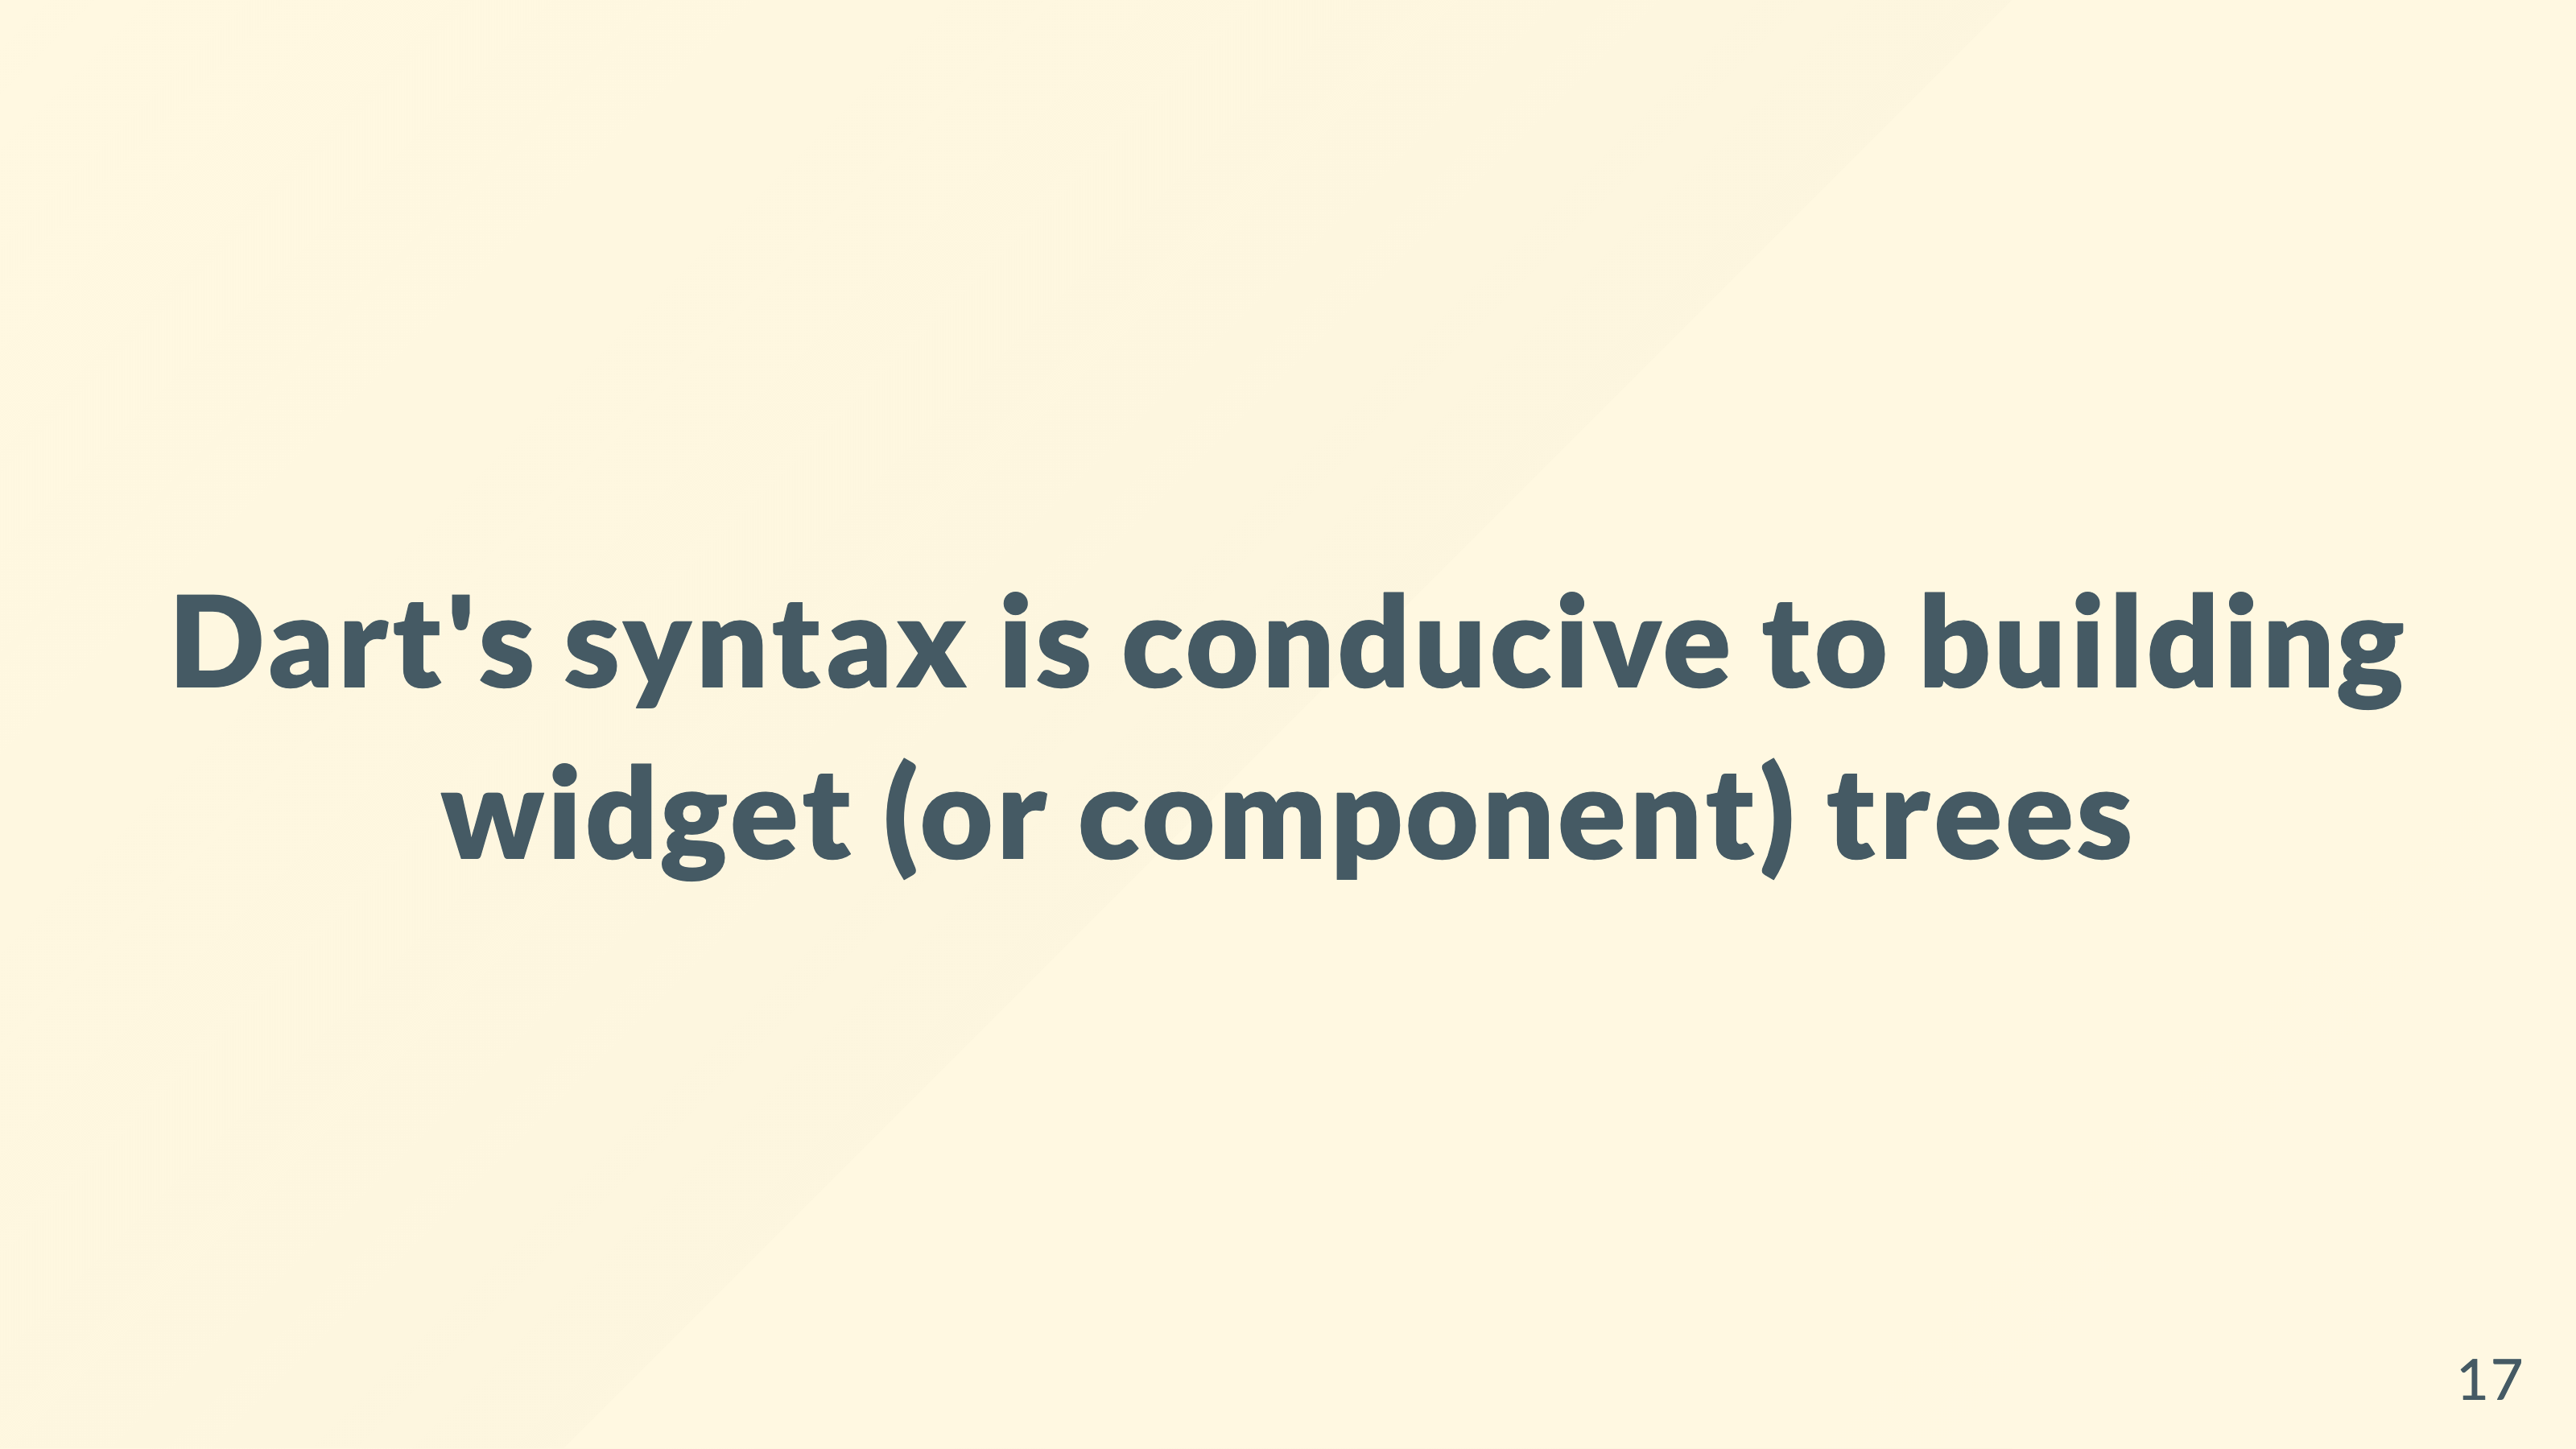 Dart's syntax is conducive to building
widget (or component) trees
17